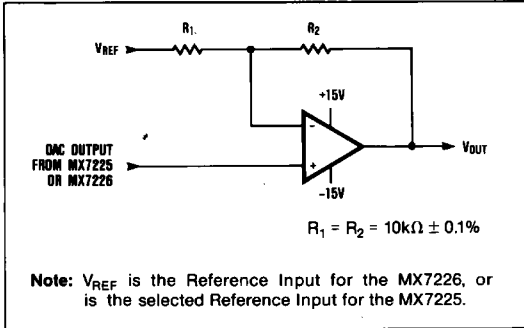 R₁
R₂
VREF
+15V
-
DAC OUTPUT
FROM MX7225
OR MX7226
+
VOUT
-15V
R₁ = R₂ = 10kΩ ± 0.1%
Note: VREF is the Reference Input for the MX7226, or
is the selected Reference Input for the MX7225.